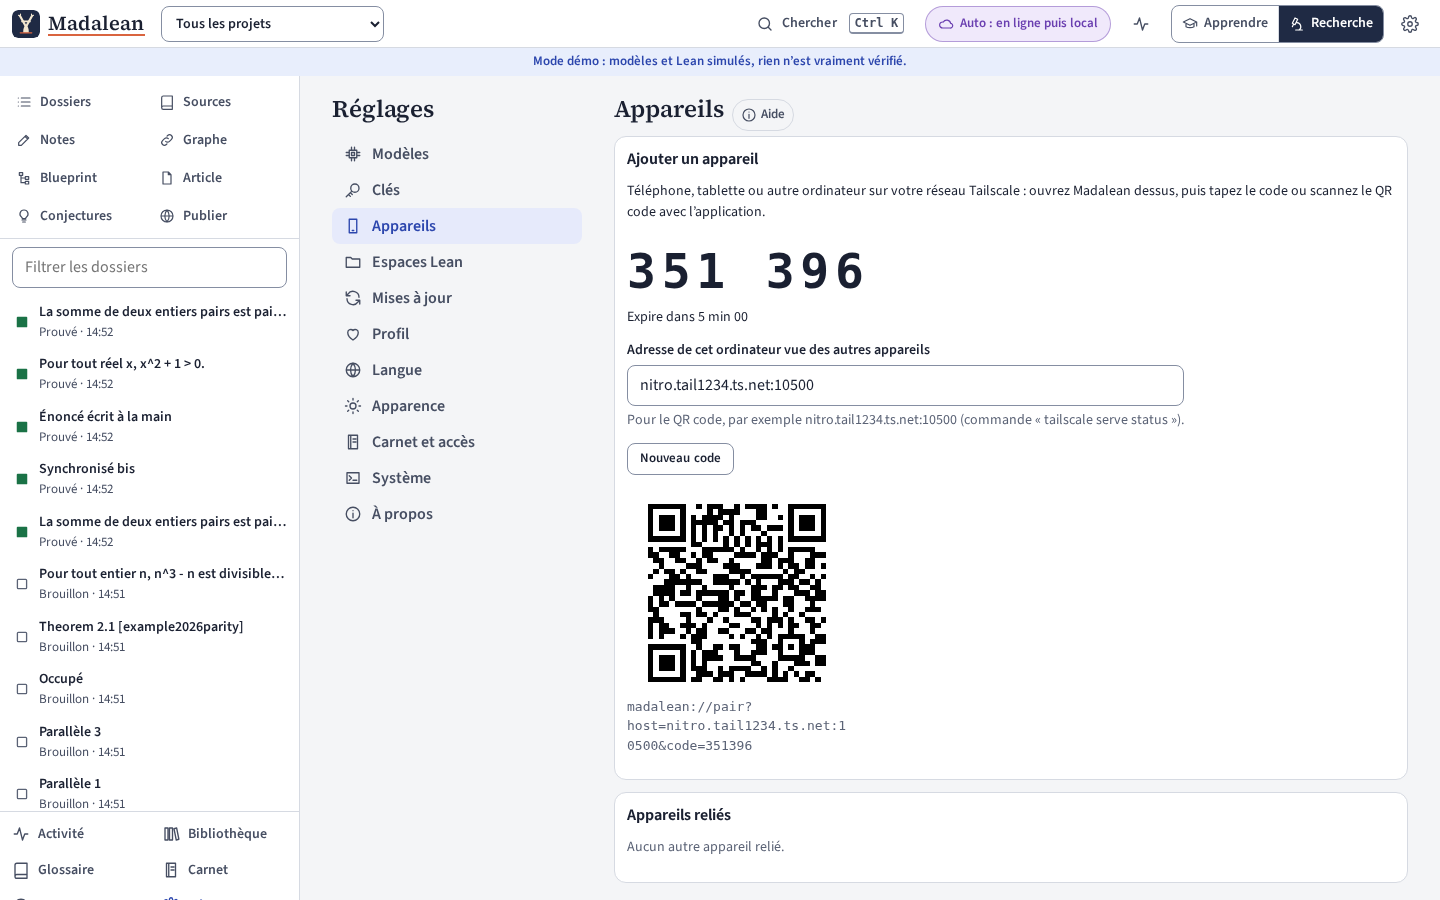 Madalean
Tous les projets
Chercher
Ctrl K
Auto : en ligne puis local
Apprendre
Recherche
Mode démo : modèles et Lean simulés, rien n’est vraiment vérifié.
Dossiers
Sources
Notes
Graphe
Blueprint
Article
Conjectures
Publier
Filtrer les dossiers
La somme de deux entiers pairs est pai…
Prouvé · 14:52
Pour tout réel x, x^2 + 1 > 0.
Prouvé · 14:52
Énoncé écrit à la main
Prouvé · 14:52
Synchronisé bis
Prouvé · 14:52
La somme de deux entiers pairs est pai…
Prouvé · 14:52
Pour tout entier n, n^3 - n est divisible…
Brouillon · 14:51
Theorem 2.1 [example2026parity]
Brouillon · 14:51
Occupé
Brouillon · 14:51
Parallèle 3
Brouillon · 14:51
Parallèle 1
Brouillon · 14:51
Activité
Bibliothèque
Glossaire
Carnet
Réglages
Modèles
Clés
Appareils
Espaces Lean
Mises à jour
Profil
Langue
Apparence
Carnet et accès
Système
À propos
Appareils
Aide
Ajouter un appareil
Téléphone, tablette ou autre ordinateur sur votre réseau Tailscale : ouvrez Madalean dessus, puis tapez le code ou scannez le QR
code avec l’application.
351 396
Expire dans 5 min 00
Adresse de cet ordinateur vue des autres appareils
nitro.tail1234.ts.net:10500
Pour le QR code, par exemple nitro.tail1234.ts.net:10500 (commande « tailscale serve status »).
Nouveau code
madalean://pair?
host=nitro.tail1234.ts.net:1
0500&code=351396
Appareils reliés
Aucun autre appareil relié.